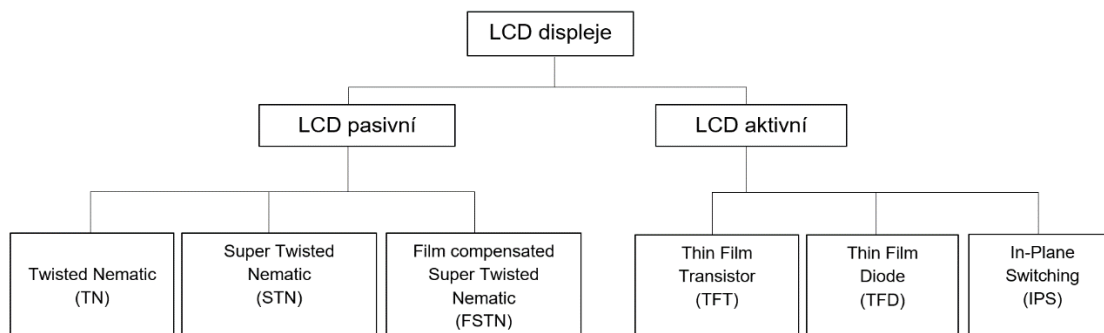 LCD displeje
LCD pasivní
LCD aktivní
Twisted Nematic
(TN)
Super Twisted
Nematic
(STN)
Film compensated
Super Twisted
Nematic
(FSTN)
Thin Film
Transistor
(TFT)
Thin Film
Diode
(TFD)
In-Plane
Switching
(IPS)